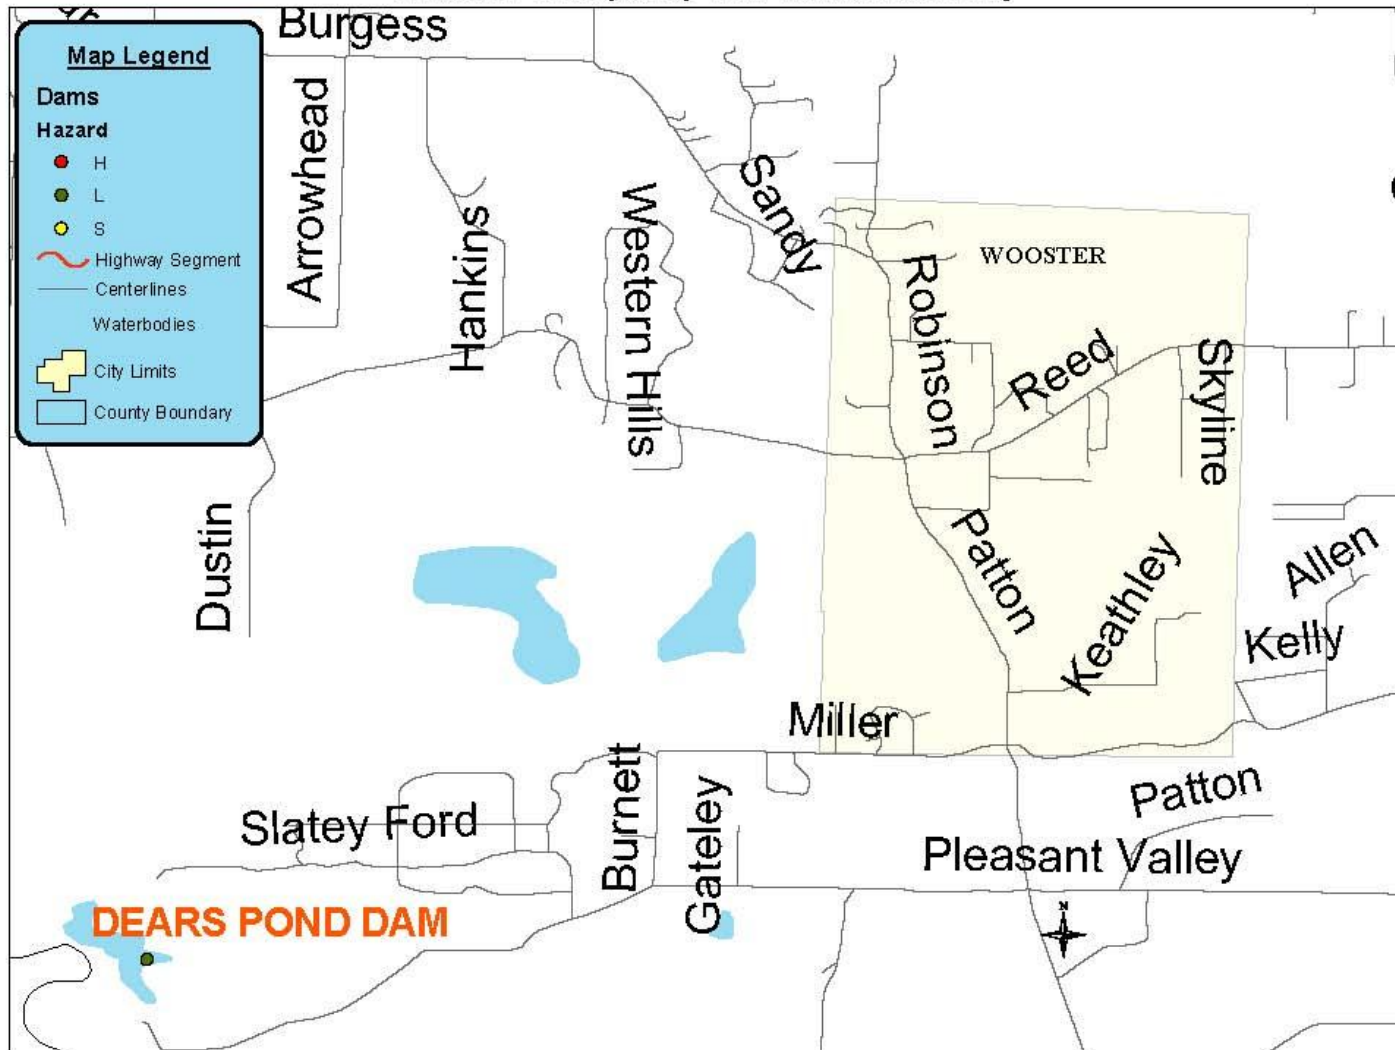 Burgess
Map Legend
Dams
Hazard
H
L
S
Highway Segment
Centerlines
Waterbodies
City Limits
County Boundary
Arrowhead
Hankins
Western Hills
Sandy
WOOSTER
Robinson
Reed
Skyline
Dustin
Patton
Keathley
Allen
Kelly
Miller
Burnett
Gateley
Slatey Ford
Patton
Pleasant Valley
DEARS POND DAM
N